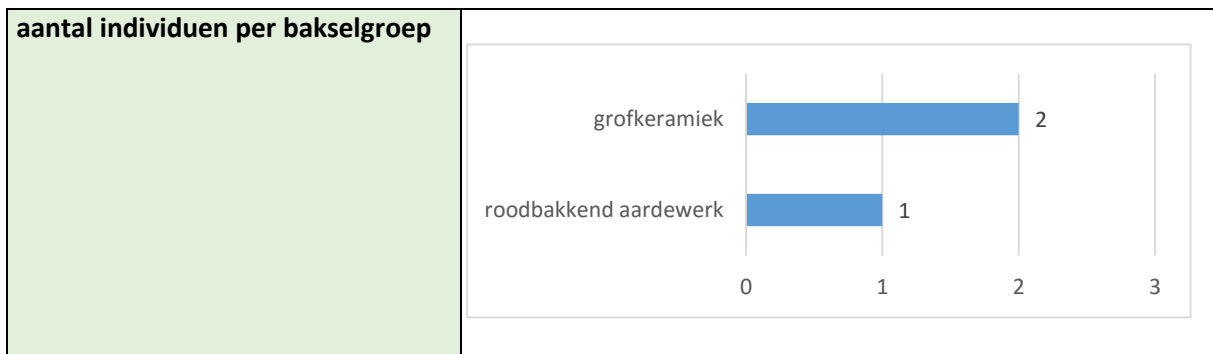 aantal individuen per bakselgroep
grofkeramiek 2
roodbakkend aardewerk 1
0 1 2 3